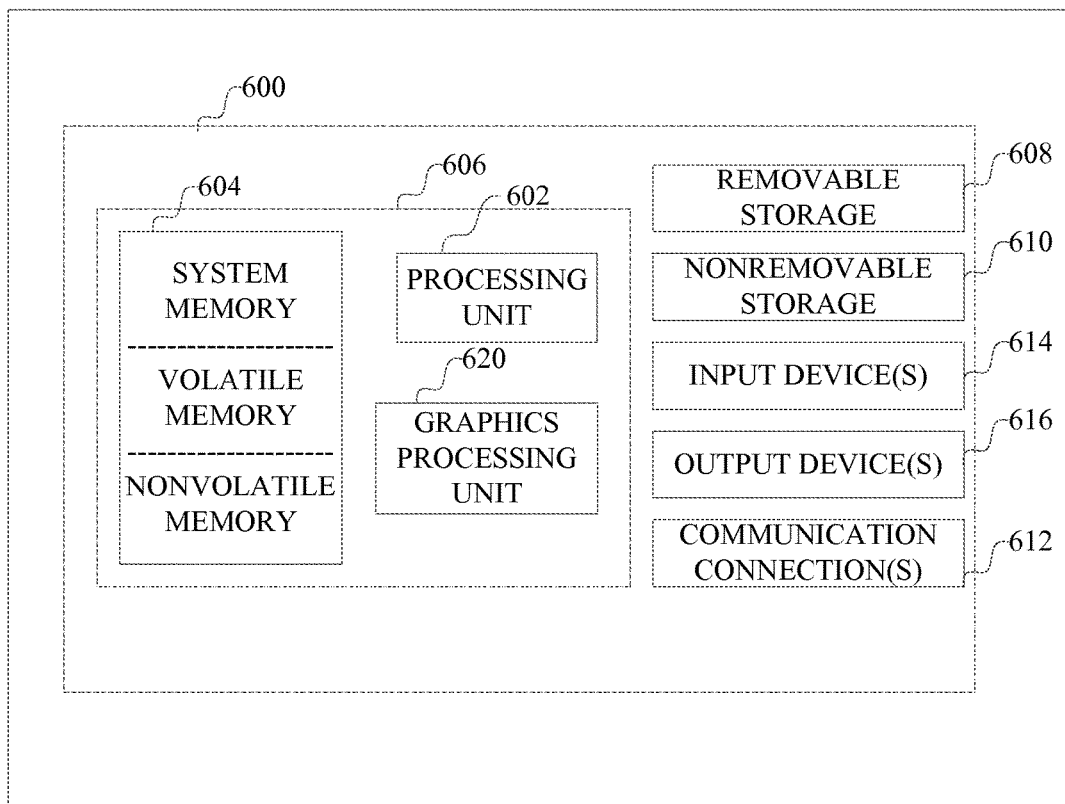 600
606
604
602
608
SYSTEM
MEMORY
VOLATILE
MEMORY
NONVOLATILE
MEMORY
PROCESSING
UNIT
620
GRAPHICS
PROCESSING
UNIT
REMOVABLE
STORAGE
610
NONREMOVABLE
STORAGE
614
INPUT DEVICE(S)
616
OUTPUT DEVICE(S)
COMMUNICATION
CONNECTION(S)
612